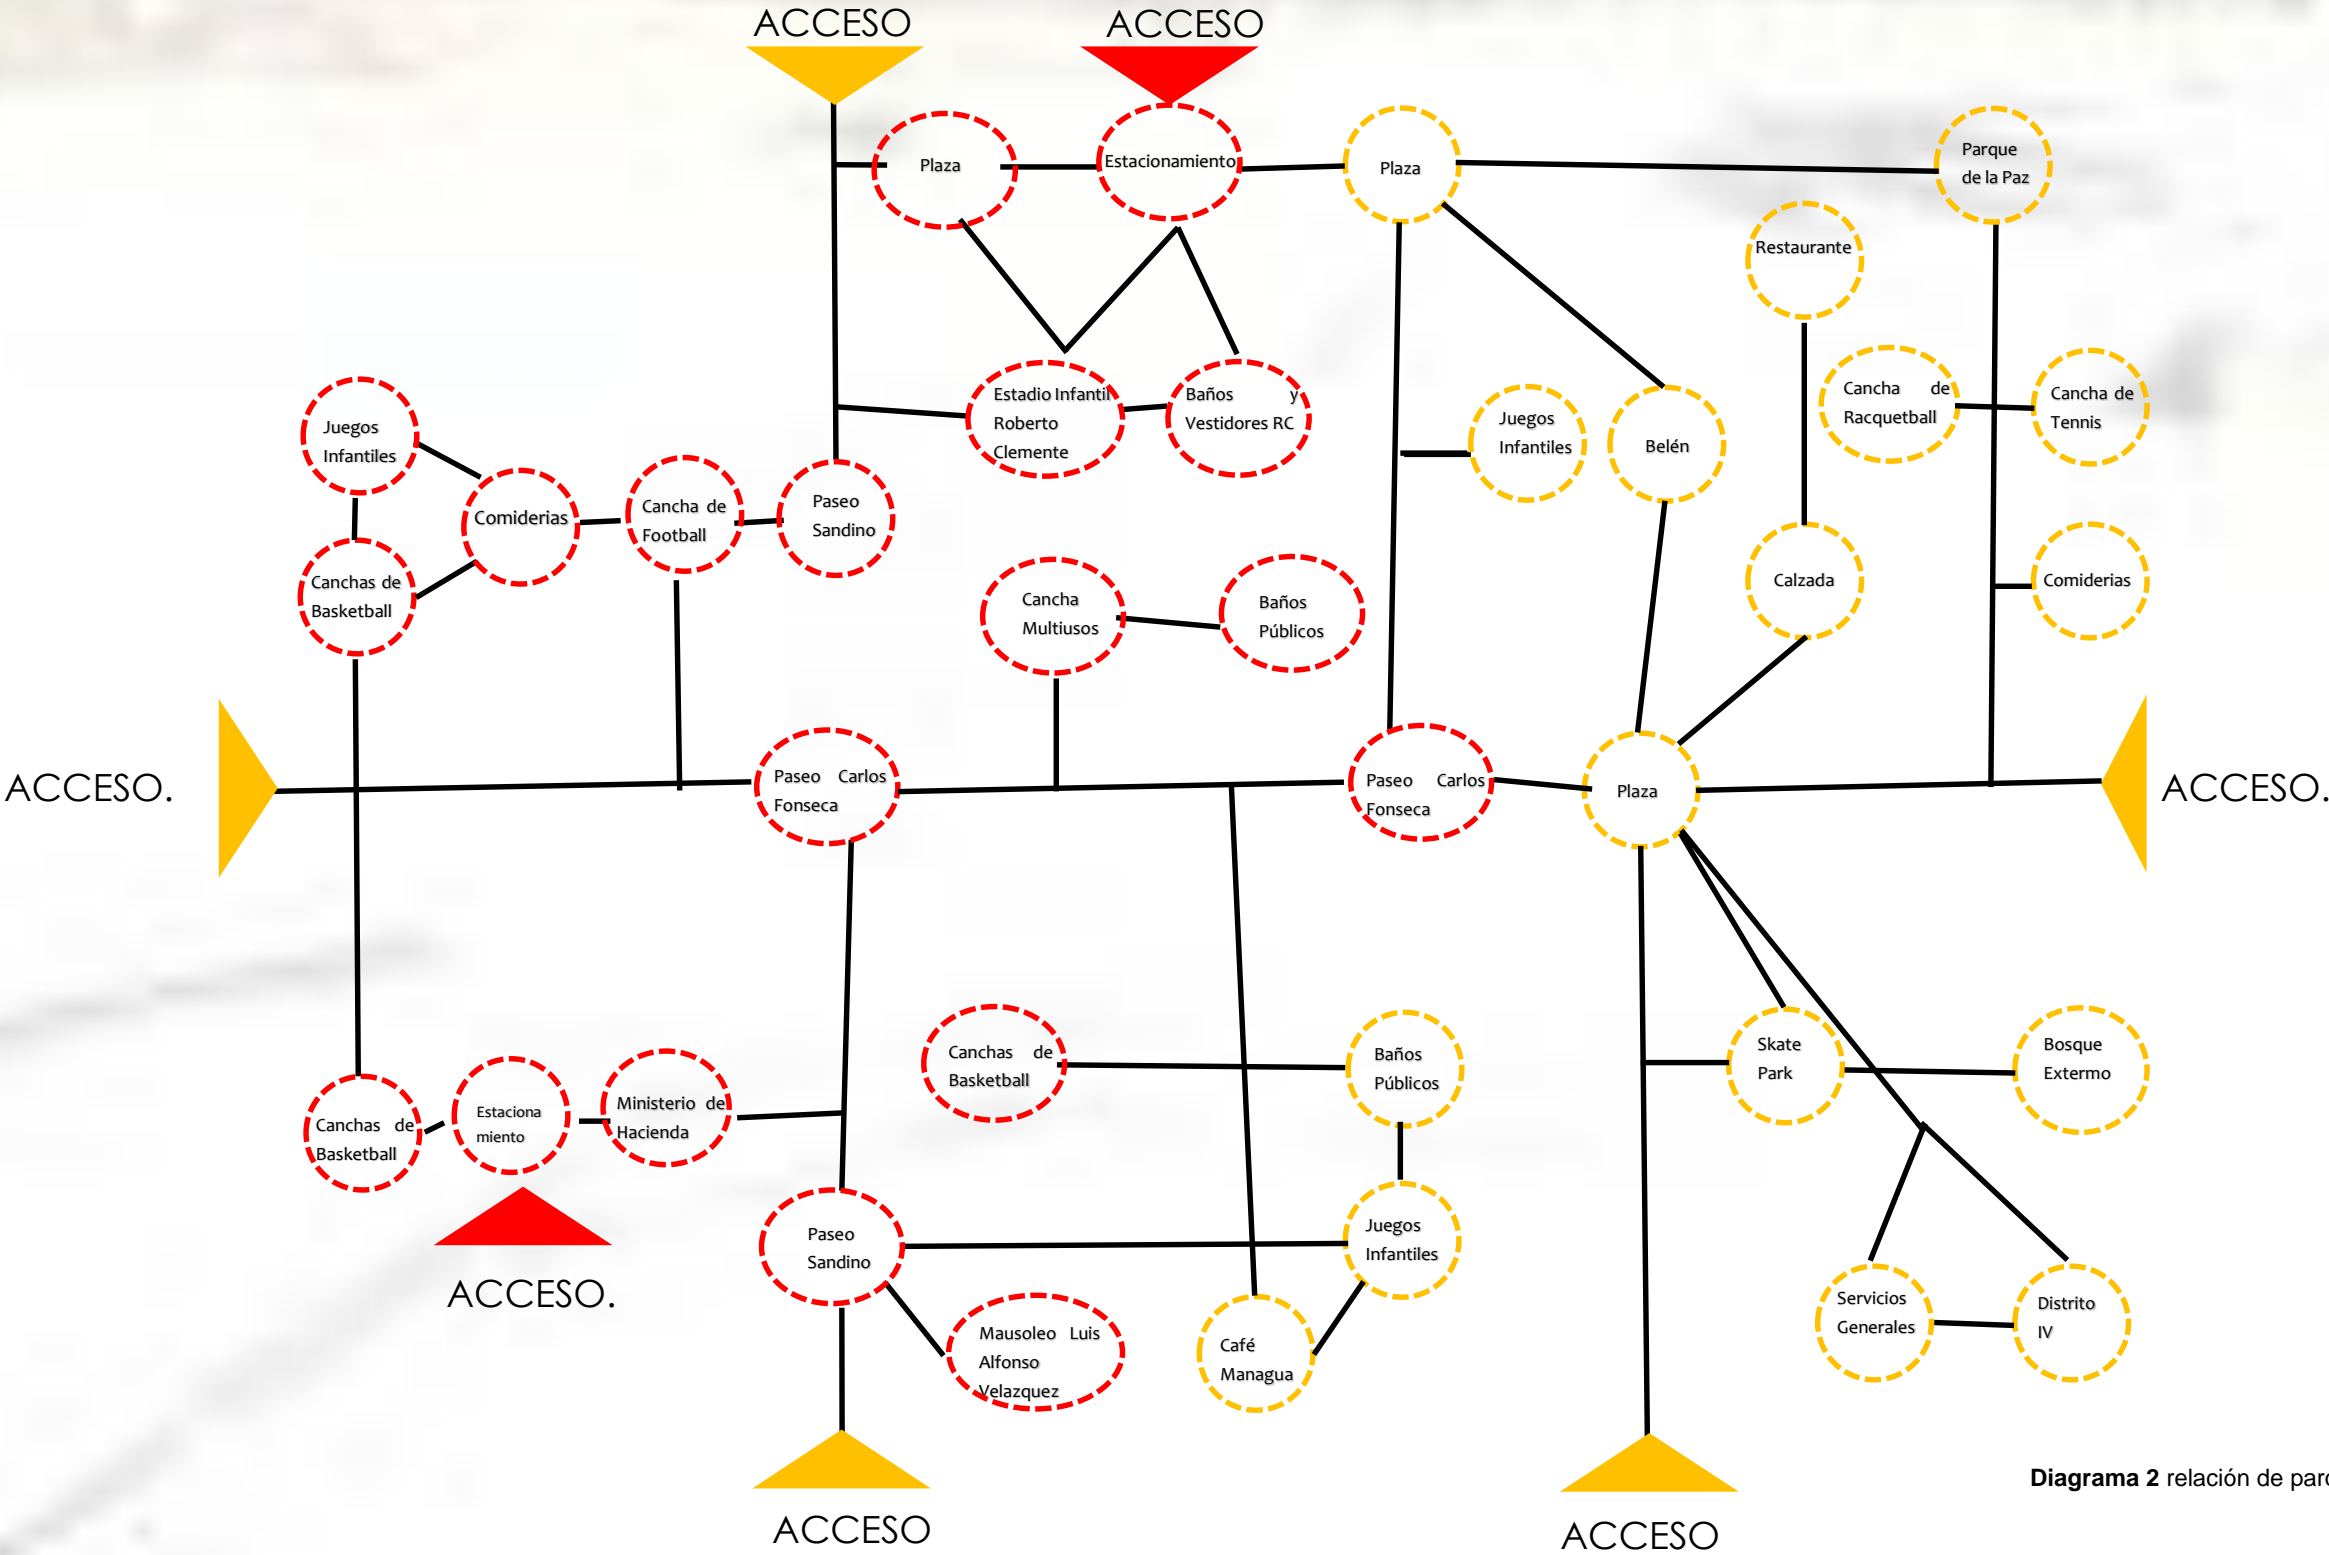 ACCESO
ACCESO
Plaza
Estacionamiento
Plaza
Parque
de la Paz
Restaurante
Juegos
Infantiles
Estadio Infantil
Roberto
Clemente
Baños y
Vestidores RC
Juegos
Infantiles
Belén
Cancha de
Racquetball
Cancha de
Tennis
Comiderias
Cancha de
Football
Paseo
Sandino
Canchas de
Basketball
Cancha
Multiusos
Baños
Públicos
Calzada
Comiderias
ACCESO.
Paseo Carlos
Fonseca
Paseo Carlos
Fonseca
Plaza
ACCESO.
Canchas de
Basketball
Estaciona
miento
Ministerio de
Hacienda
Canchas de
Basketball
Baños
Públicos
Skate
Park
Bosque
Extermo
ACCESO.
Paseo
Sandino
Juegos
Infantiles
Mausoleo Luis
Alfonso
Velazquez
Café
Managua
Servicios
Generales
Distrito
IV
Diagrama 2 relación de
ACCESO
ACCESO